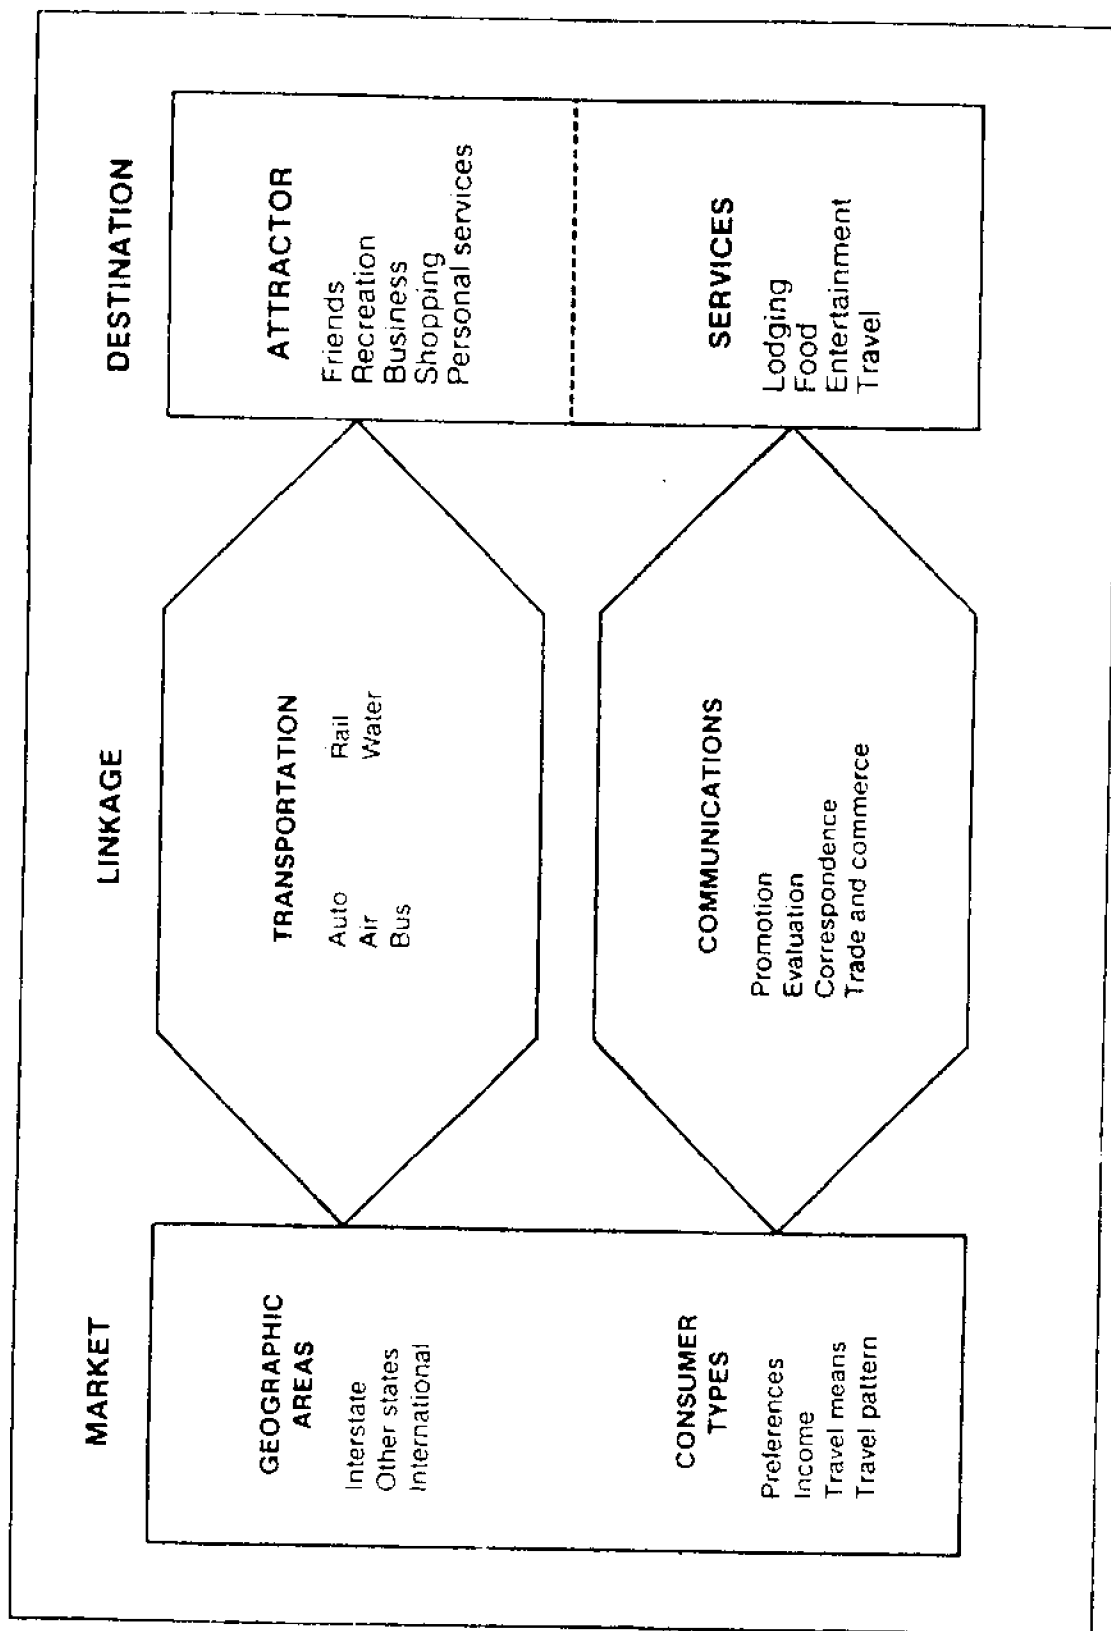 MARKET
GEOGRAPHIC
AREAS
Interstate
Other states
International
CONSUMER
TYPES
Preferences
Income
Travel means
Travel pattern
LINKAGE
TRANSPORTATION
Auto Rail
Air Water
Bus
COMMUNICATIONS
Promotion
Evaluation
Correspondence
Trade and commerce
DESTINATION
ATTRACTOR
Friends
Recreation
Business
Shopping
Personal services
SERVICES
Lodging
Food
Entertainment
Travel